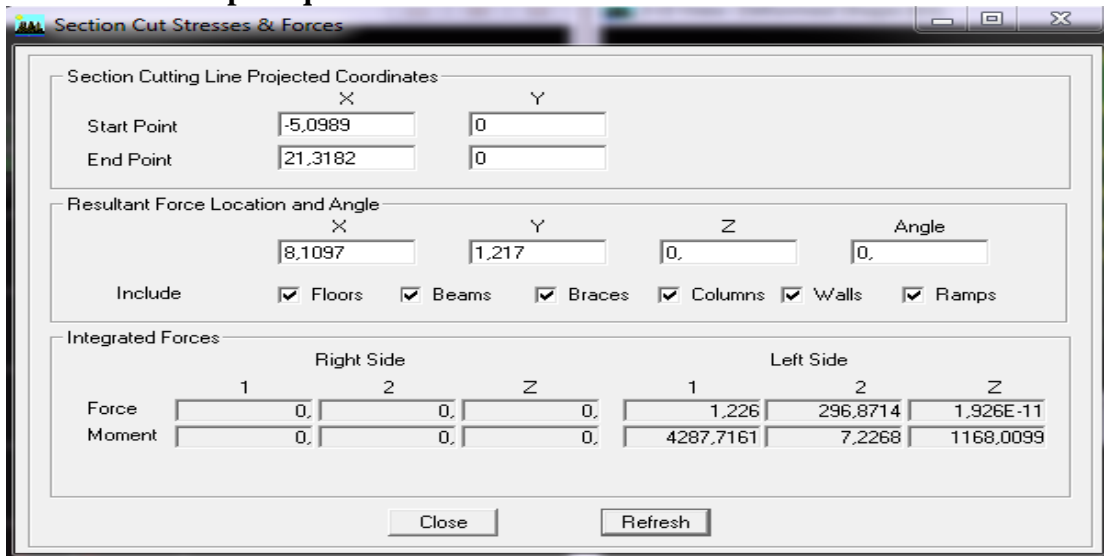 Section Cut Stresses & Forces
Section Cutting Line Projected Coordinates
X Y
Start Point -5,0989 0
End Point 21,3182 0
Resultant Force Location and Angle
X Y Z Angle
8,1097 1,217 0, 0,
Include Floors Beams Braces Columns Walls Ramps
Integrated Forces
Right Side Left Side
1 2 Z 1 2 Z
Force 0, 0, 0, 1,226 296,8714 1,926E-11
Moment 0, 0, 0, 4287,7161 7,2268 1168,0099
Close Refresh